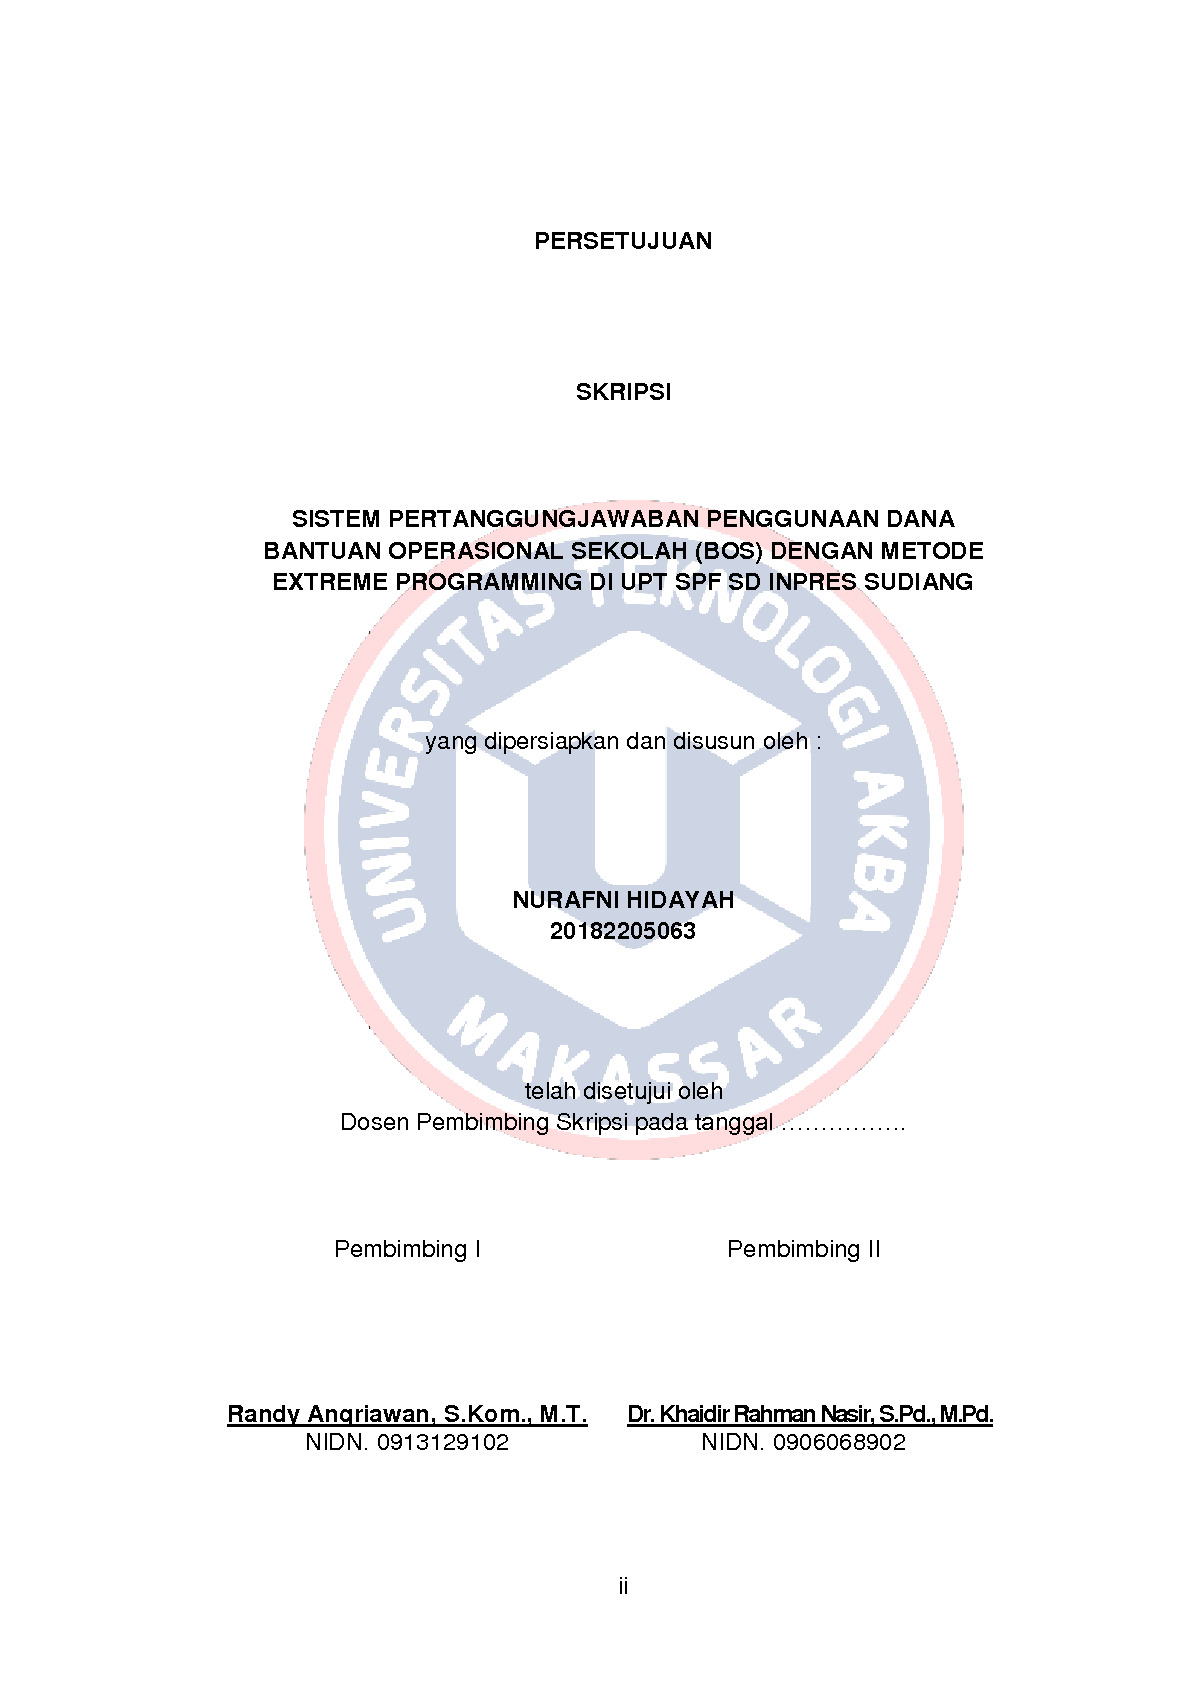 PERSETUJUAN
SKRIPSI
SISTEM PERTANGGUNGJAWABAN PENGGUNAAN DANA
BANTUAN OPERASIONAL SEKOLAH (BOS) DENGAN METODE
EXTREME PROGRAMMING DI UPT SPF SD INPRES SUDIANG
UNIVERSITAS TEKNOLOGI AKBA
MAKASSAR
yang dipersiapkan dan disusun oleh :
NURAFNI HIDAYAH
20182205063
telah disetujui oleh
Dosen Pembimbing Skripsi pada tanggal …………….
Pembimbing I Pembimbing II
Randy Angriawan, S.Kom., M.T. Dr. Khaidir Rahman Nasir, S.Pd., M.Pd.
NIDN. 0913129102 NIDN. 0906068902
ii